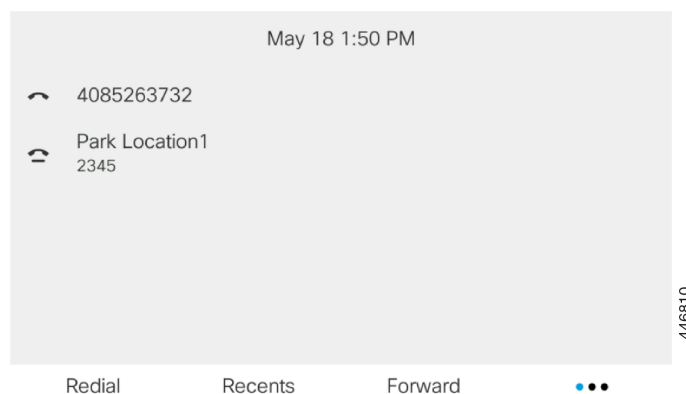 May 18 1:50 PM
4085263732
Park Location1
2345
446810
Redial Recents Forward